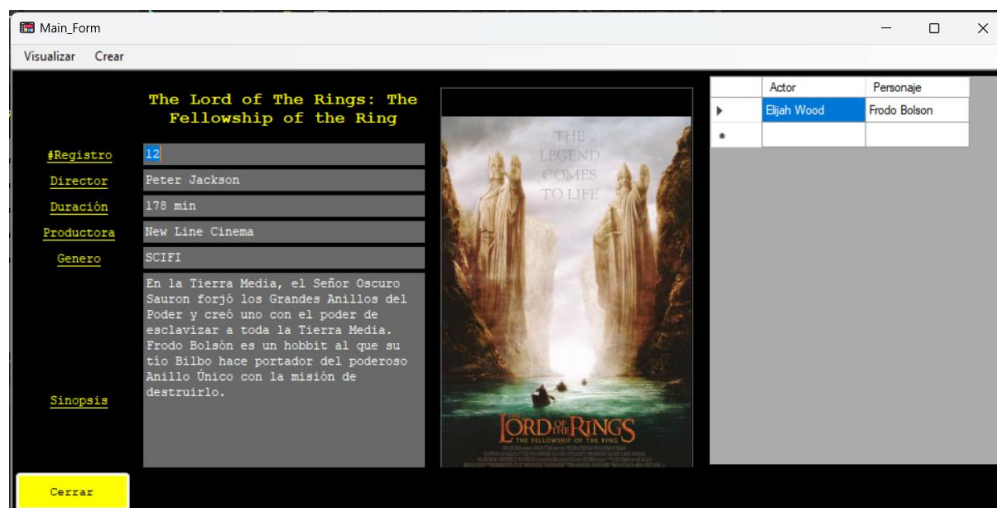 Main_Form
Visualizar Crear
The Lord of The Rings: The
Fellowship of the Ring
#Registro 12
Director Peter Jackson
Duración 178 min
Productora New Line Cinema
Genero SCIFI
Sinopsis
En la Tierra Media, el Señor Oscuro
Sauron forjó los Grandes Anillos del
Poder y creó uno con el poder de
esclavizar a toda la Tierra Media.
Frodo Bolsón es un hobbit al que su
tío Bilbo hace portador del poderoso
Anillo Único con la misión de
destruirlo.
THE
LEGEND
COMES
TO LIFE
THE
LORD OF THE RINGS
THE FELLOWSHIP OF THE RING
Actor Personaje
Elijah Wood Frodo Bolson
Cerrar